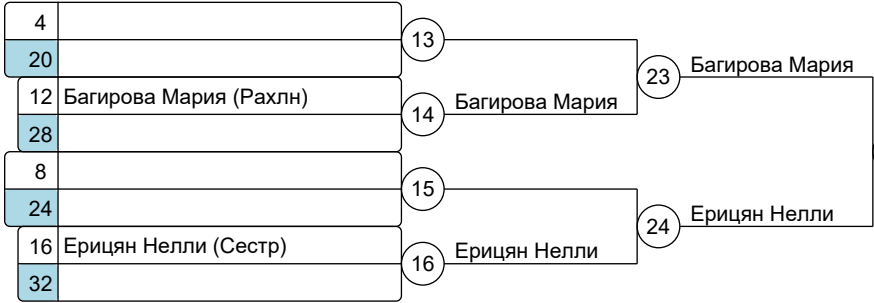 4
13
20
23 Багирова Мария
12 Багирова Мария (Рахлн)
14 Багирова Мария
28
8
15
24
24 Ерицян Нелли
16 Ерицян Нелли (Сестр)
16 Ерицян Нелли
32